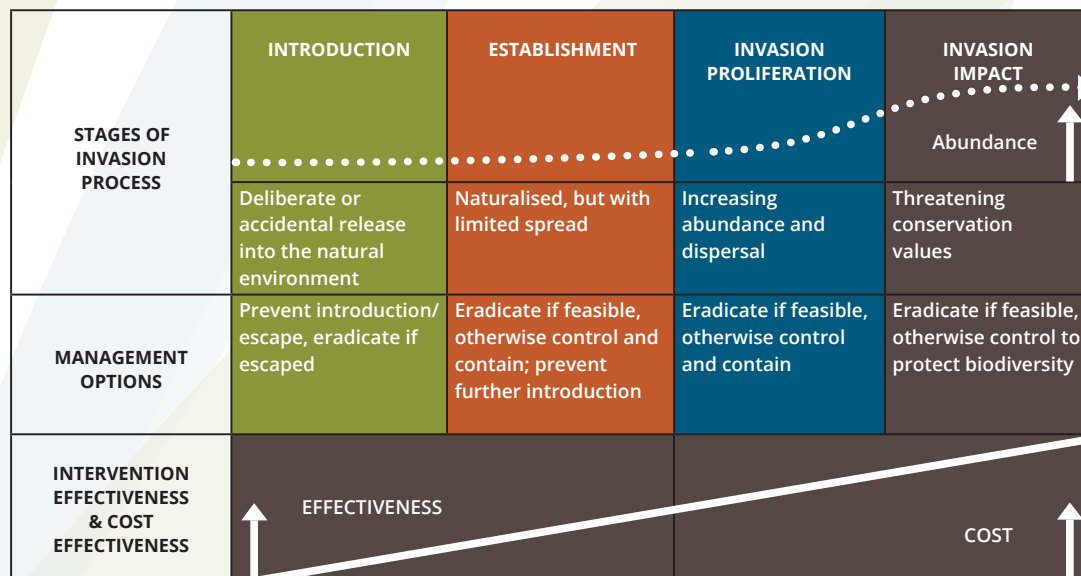 INTRODUCTION
ESTABLISHMENT
INVASION
PROLIFERATION
INVASION
IMPACT
STAGES OF
INVASION
PROCESS
Abundance
Deliberate or
accidental release
into the natural
environment
Naturalised, but with
limited spread
Increasing
abundance and
dispersal
Threatening
conservation
values
MANAGEMENT
OPTIONS
Prevent introduction/
escape, eradicate if
escaped
Eradicate if feasible,
otherwise control and
contain; prevent
further introduction
Eradicate if feasible,
otherwise control
and contain
Eradicate if feasible,
otherwise control to
protect biodiversity
INTERVENTION
EFFECTIVENESS
& COST
EFFECTIVENESS
EFFECTIVENESS
COST